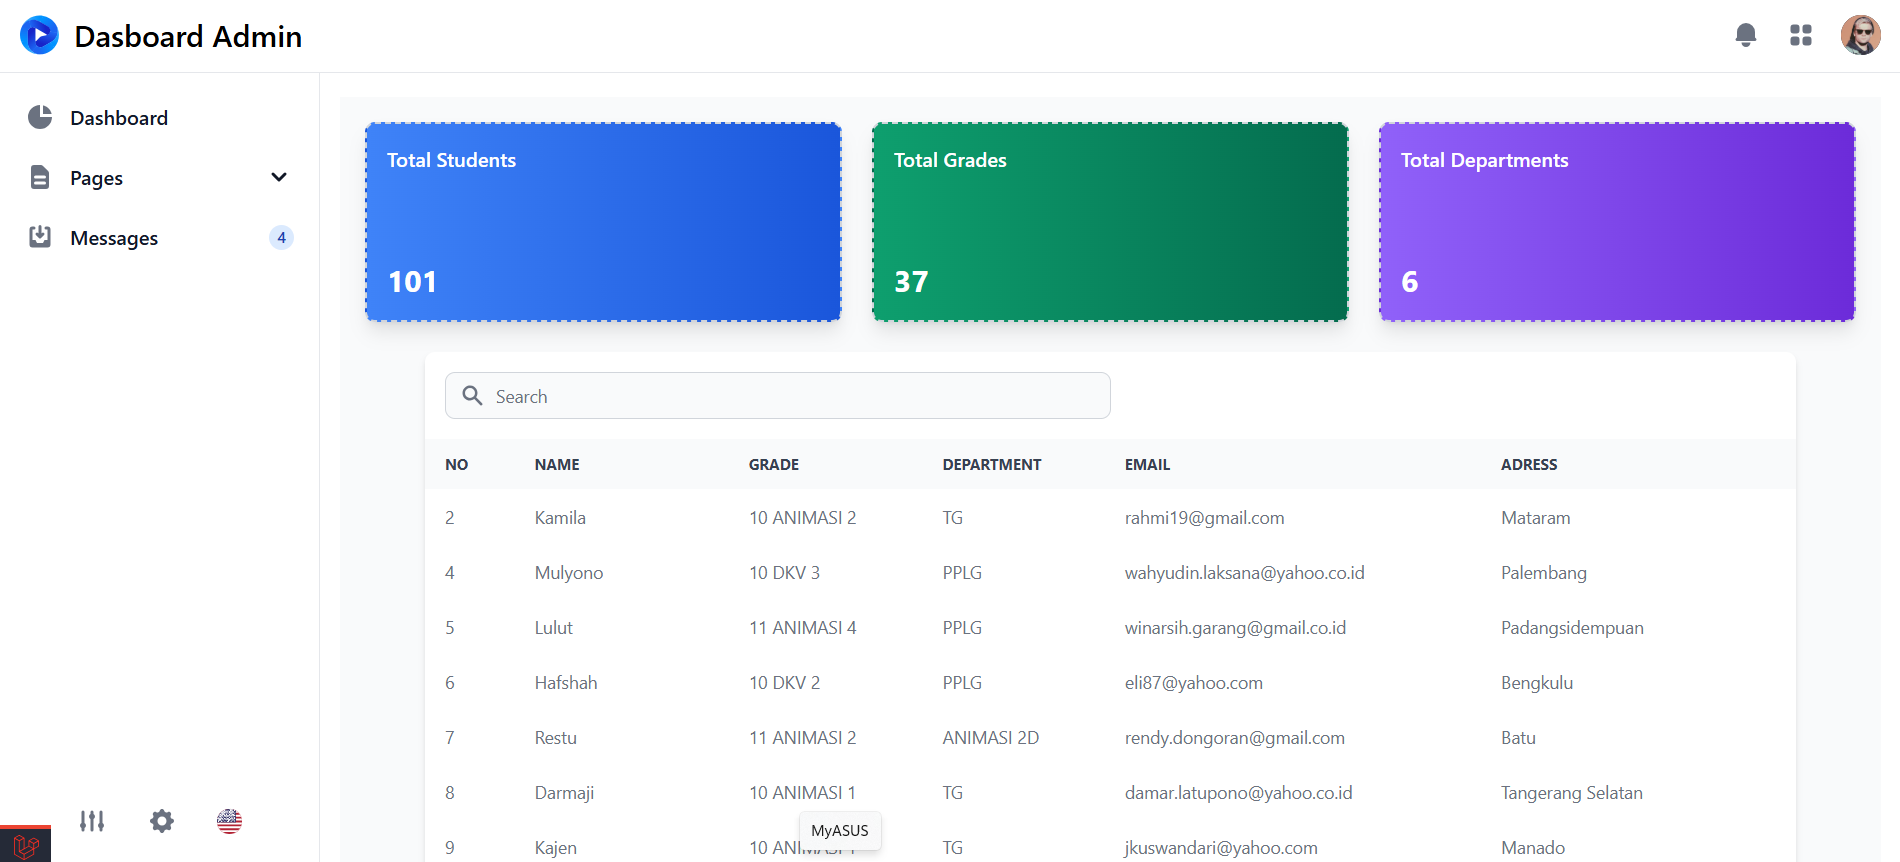 Dasboard Admin
Dashboard
Pages
Messages 4
Total Students
101
Total Grades
37
Total Departments
6
Search
NO NAME GRADE DEPARTMENT EMAIL ADRESS
2 Kamila 10 ANIMASI 2 TG rahmi19@gmail.com Mataram
4 Mulyono 10 DKV 3 PPLG wahyudin.laksana@yahoo.co.id Palembang
5 Lulut 11 ANIMASI 4 PPLG winarsih.garang@gmail.co.id Padangsidempuan
6 Hafshah 10 DKV 2 PPLG eli87@yahoo.com Bengkulu
7 Restu 11 ANIMASI 2 ANIMASI 2D rendy.dongoran@gmail.com Batu
8 Darmaji 10 ANIMASI 1 TG damar.latupono@yahoo.co.id Tangerang Selatan
MyASUS
9 Kajen 10 TG jkuswandari@yahoo.com Manado